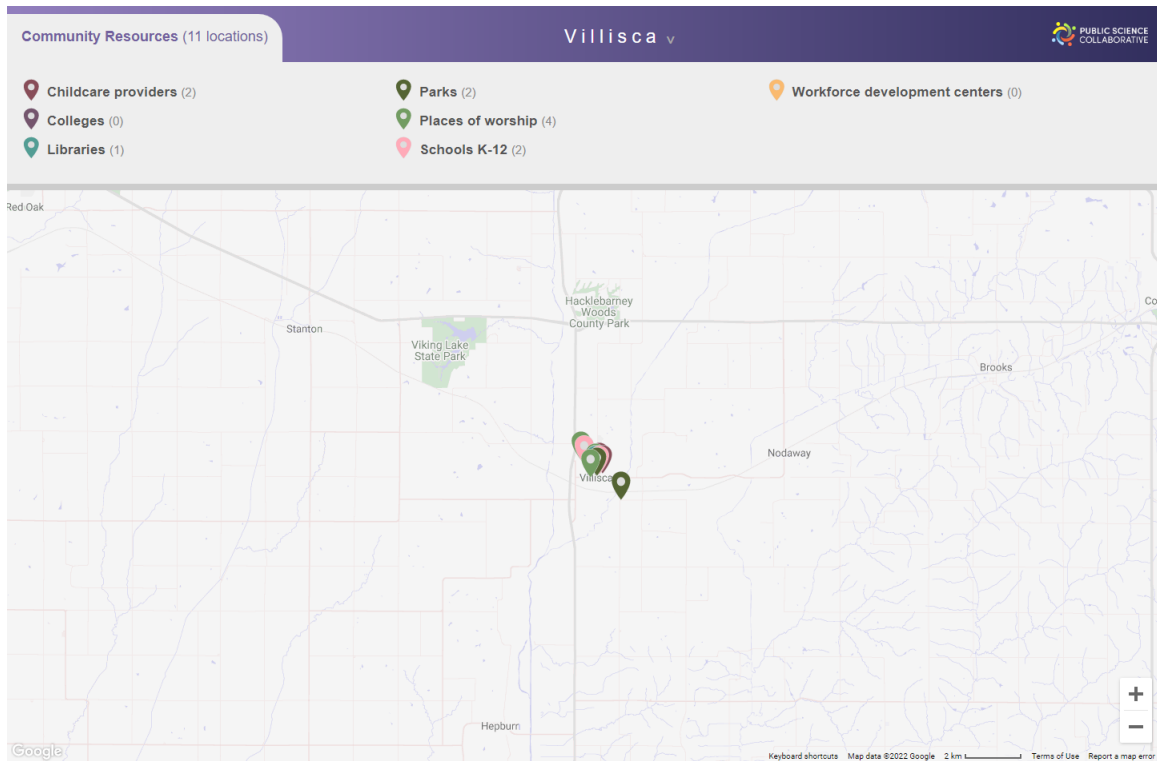 Community Resources (11 locations)
Villisca v
PUBLIC SCIENCE
COLLABORATIVE
Childcare providers (2)
Colleges (0)
Libraries (1)
Parks (2)
Places of worship (4)
Schools K-12 (2)
Workforce development centers (0)
Red Oak
Hacklebarney
Woods
County Park
Co
Stanton
Viking Lake
State Park
Brooks
Nodaway
Villisca
Hepburn
+
−
Google
Keyboard shortcuts Map data ©2022 Google 2 km Terms of Use Report a map error